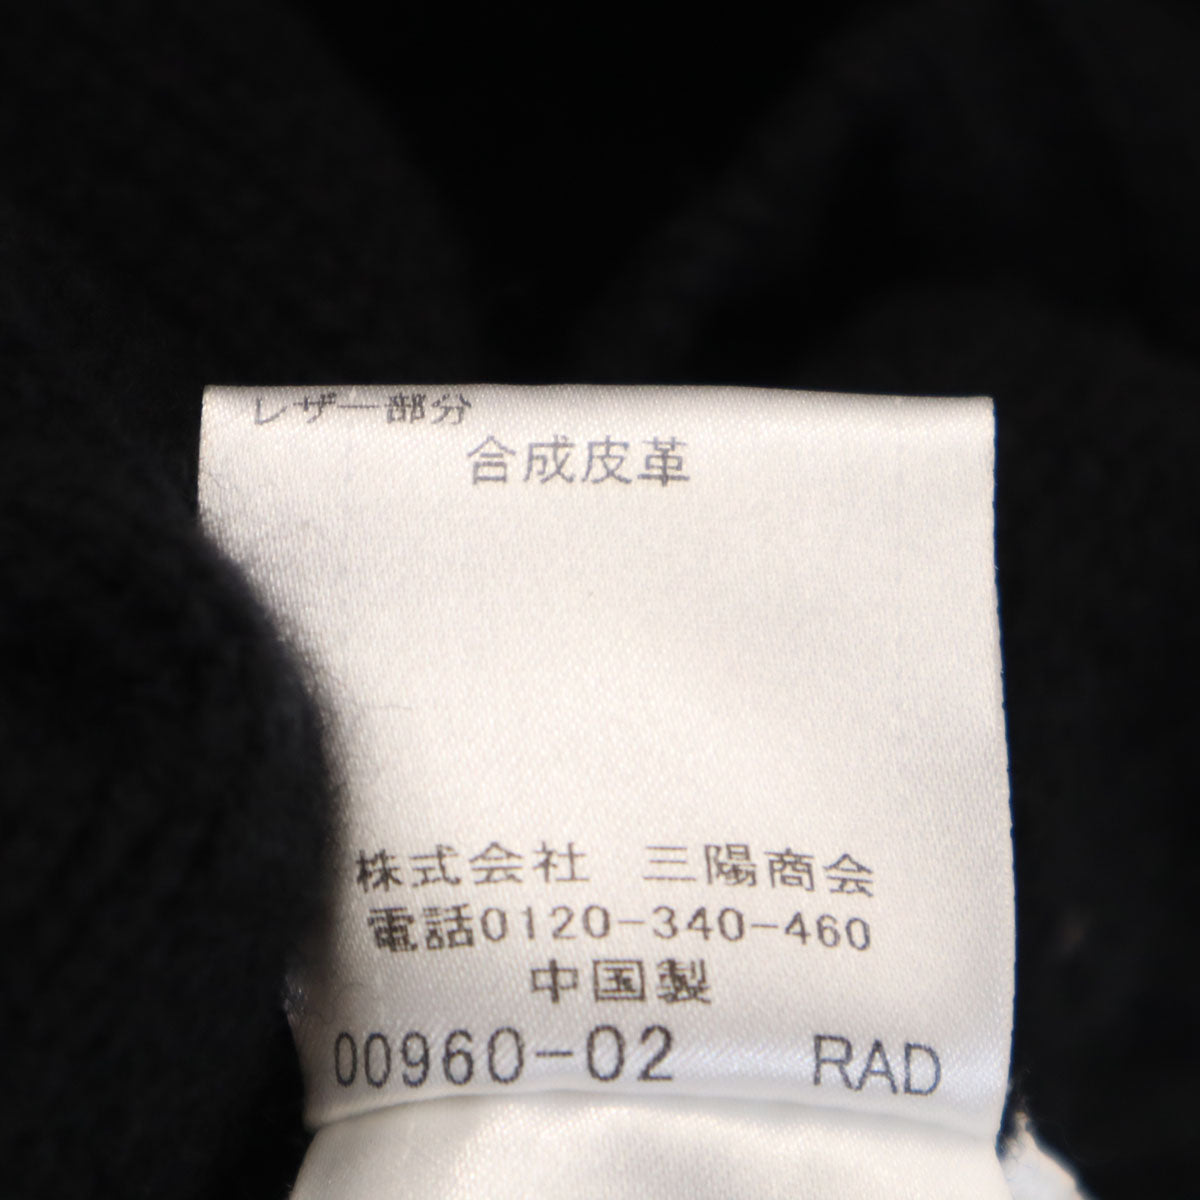 レザー部分
合成皮革
株式会社 三陽商会
電話0120-340-460
中国製
00960-02 RAD